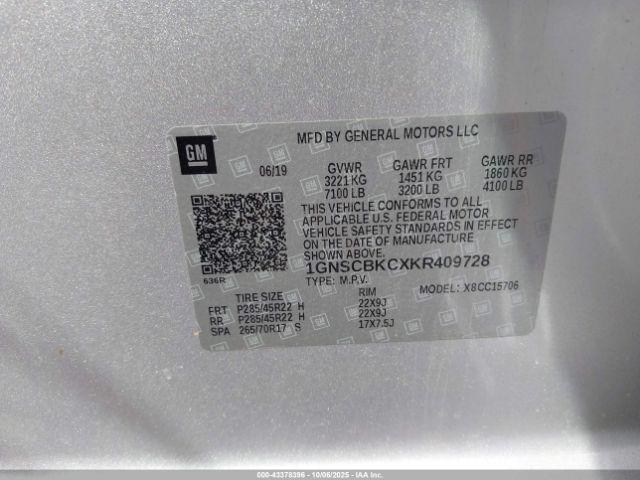 MFD BY GENERAL MOTORS LLC
GM
06/19
GVWR GAWR FRT GAWR RR
3221 KG 1451 KG 1860 KG
7100 LB 3200 LB 4100 LB
THIS VEHICLE CONFORMS TO ALL
APPLICABLE U.S. FEDERAL MOTOR
VEHICLE SAFETY STANDARDS IN
EFFECT ON THE DATE OF MANUFACTURE
SHOWN ABOVE.
1GNSCBKCXKR409728
636R
TYPE: M.P.V. MODEL: X8CC15706
TIRE SIZE RIM
FRT P285/45R22 H 22X9J
RR P285/45R22 H 22X9J
SPA 265/70R17 S 17X7.5J
000-43378396 - 10/06/2025 - IAA Inc.